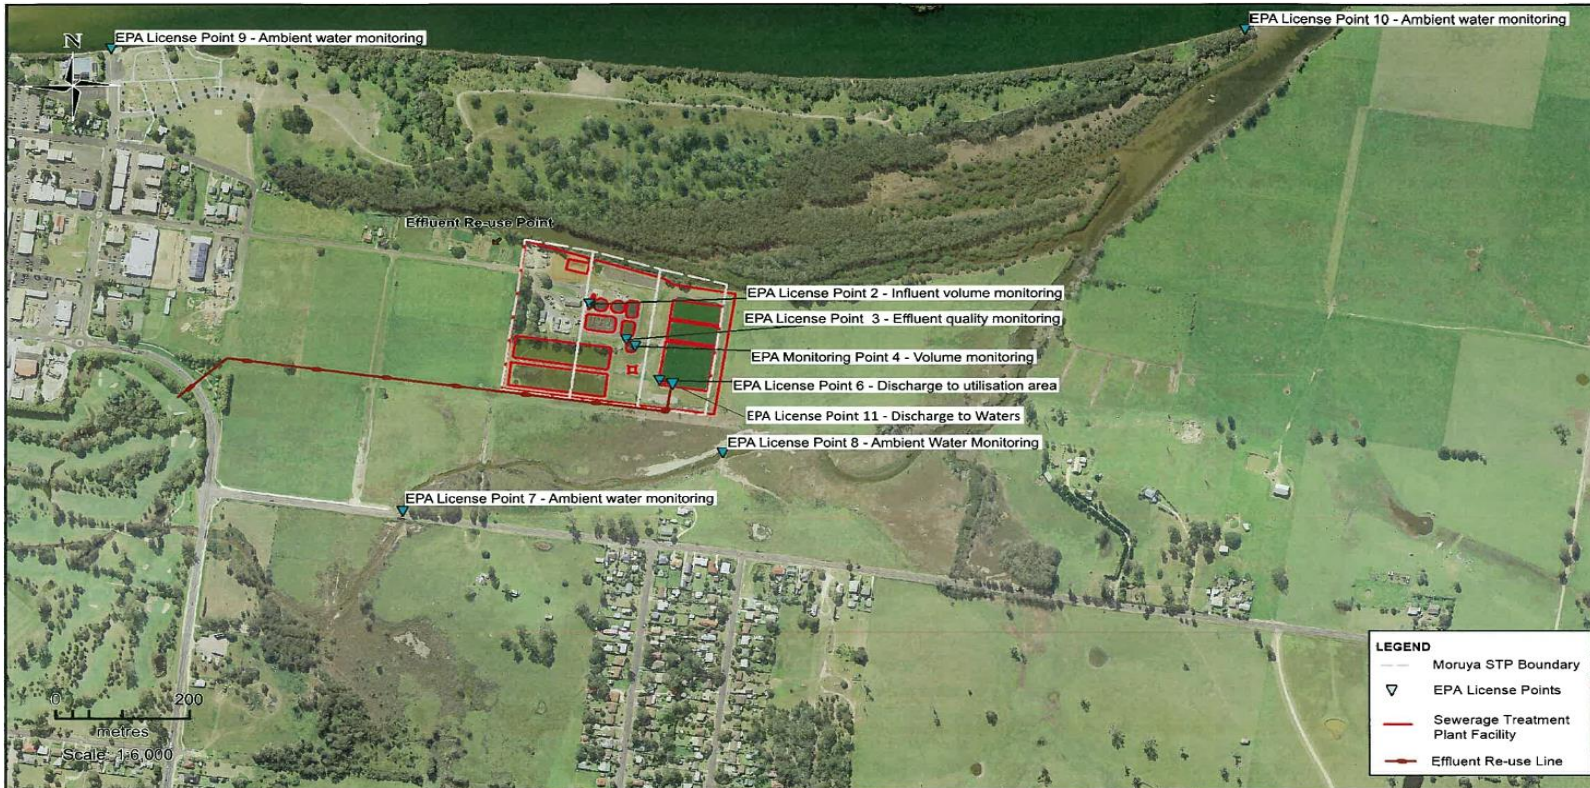 EPA License Point 10 - Ambient water monitoring
EPA License Point 9 - Ambient water monitoring
N
Effluent Re-use Point
EPA License Point 2 - Influent volume monitoring
EPA License Point 3 - Effluent quality monitoring
EPA Monitoring Point 4 - Volume monitoring
EPA License Point 6 - Discharge to utilisation area
EPA License Point 11 - Discharge to Waters
EPA License Point 8 - Ambient Water Monitoring
EPA License Point 7 - Ambient water monitoring
0 200
metres
Scale: 1:6,000
LEGEND
Moruya STP Boundary
EPA License Points
Sewerage Treatment
Plant Facility
Effluent Re-use Line